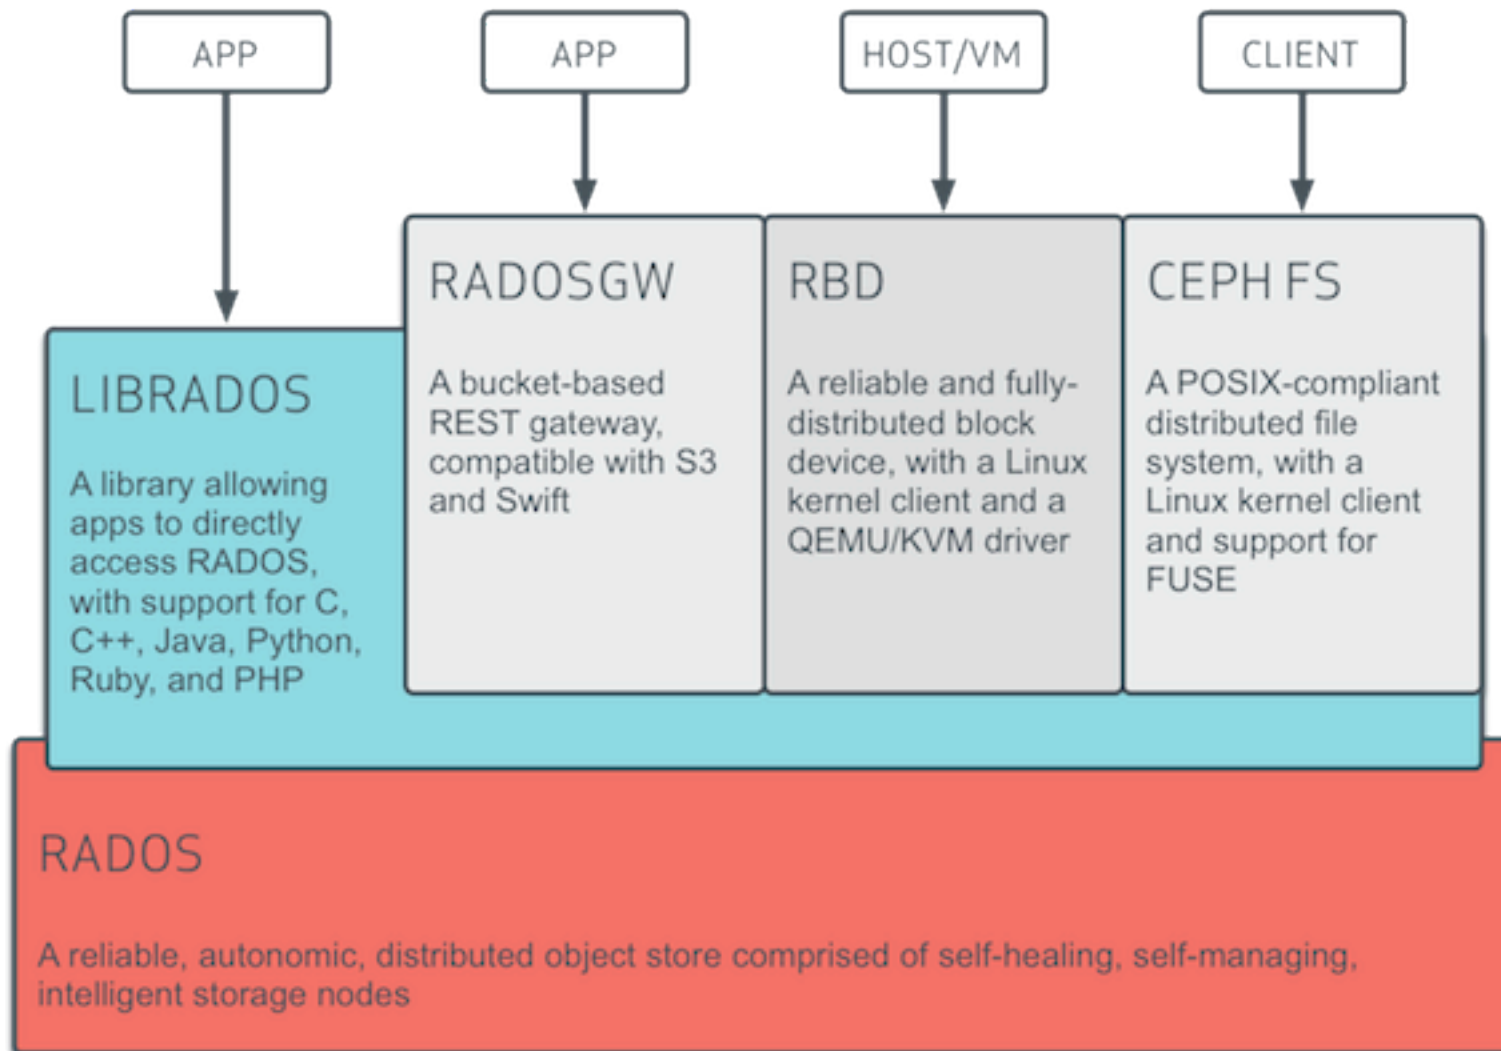 APP
APP
HOST/VM
CLIENT
LIBRADOS
A library allowing
apps to directly
access RADOS,
with support for C,
C++, Java, Python,
Ruby, and PHP
RADOSGW
A bucket-based
REST gateway,
compatible with S3
and Swift
RBD
A reliable and fully-
distributed block
device, with a Linux
kernel client and a
QEMU/KVM driver
CEPH FS
A POSIX-compliant
distributed file
system, with a
Linux kernel client
and support for
FUSE
RADOS
A reliable, autonomic, distributed object store comprised of self-healing, self-managing,
intelligent storage nodes